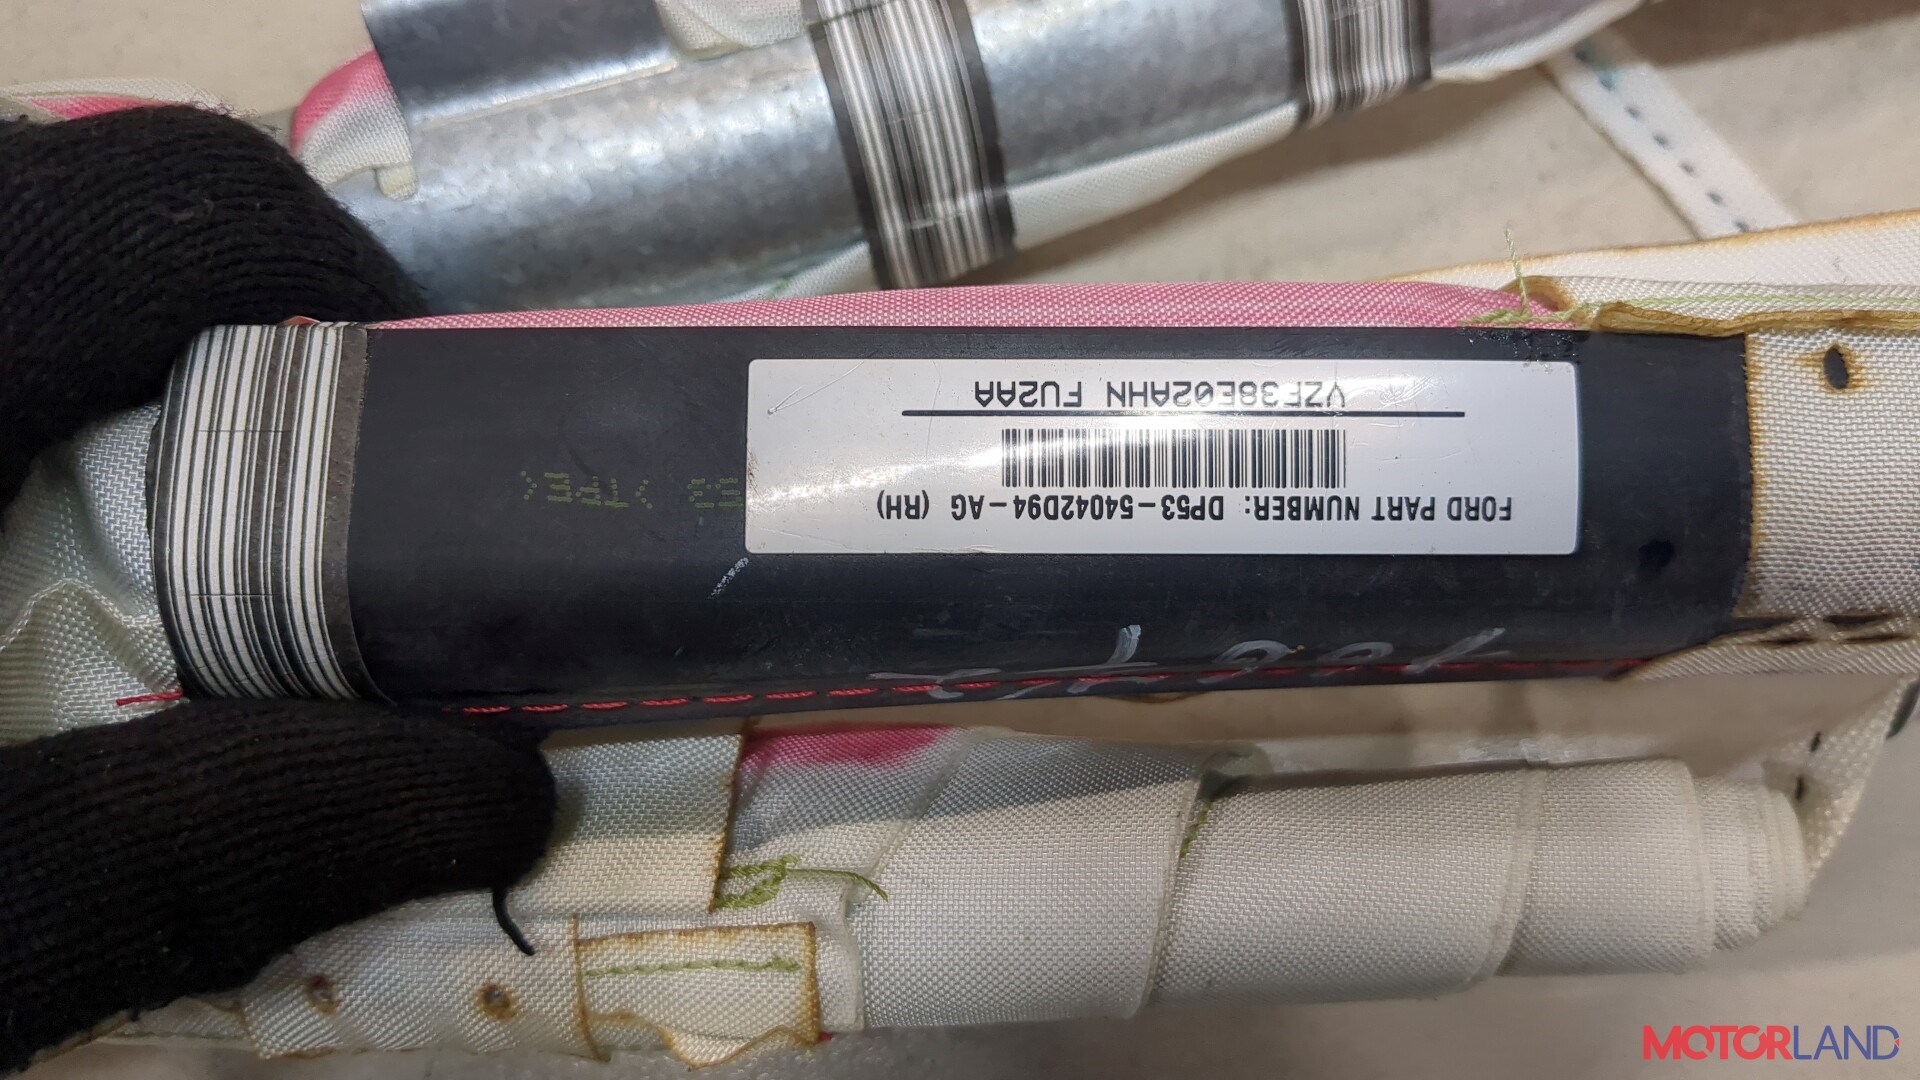 FORD PART NUMBER: DP53-54042D94-AG (RH)
VZF38E02AHN FU2AA
MOTORLAND